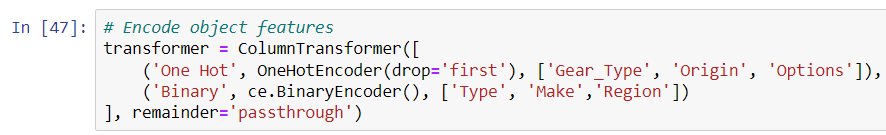 In [47]: # Encode object features
transformer = ColumnTransformer([
    ('One Hot', OneHotEncoder(drop='first'), ['Gear_Type', 'Origin', 'Options']),
    ('Binary', ce.BinaryEncoder(), ['Type', 'Make','Region'])
], remainder='passthrough')